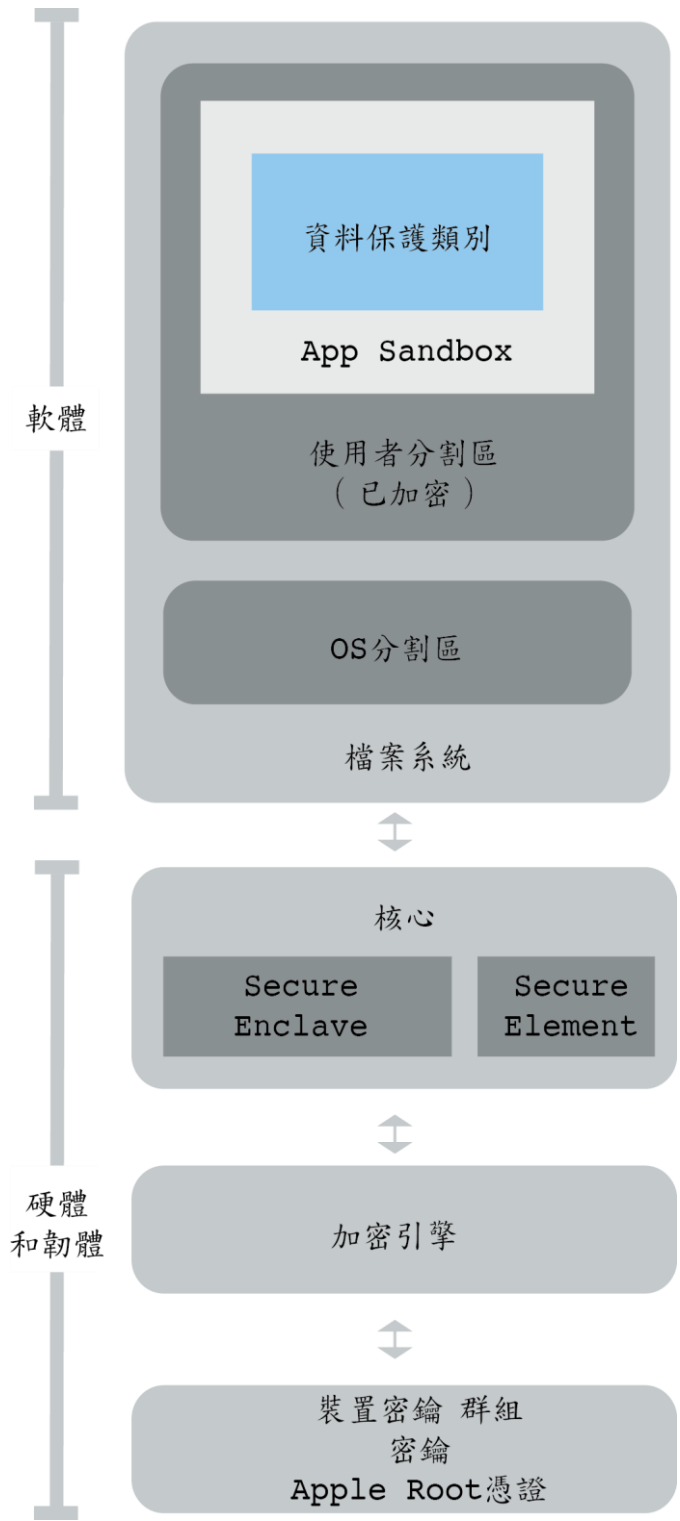 資料保護類別
App Sandbox
使用者分割區
（已加密）
OS分割區
檔案系統
軟體
核心
Secure
Enclave
Secure
Element
加密引擎
硬體
和韌體
裝置密鑰 群組
密鑰
Apple Root憑證